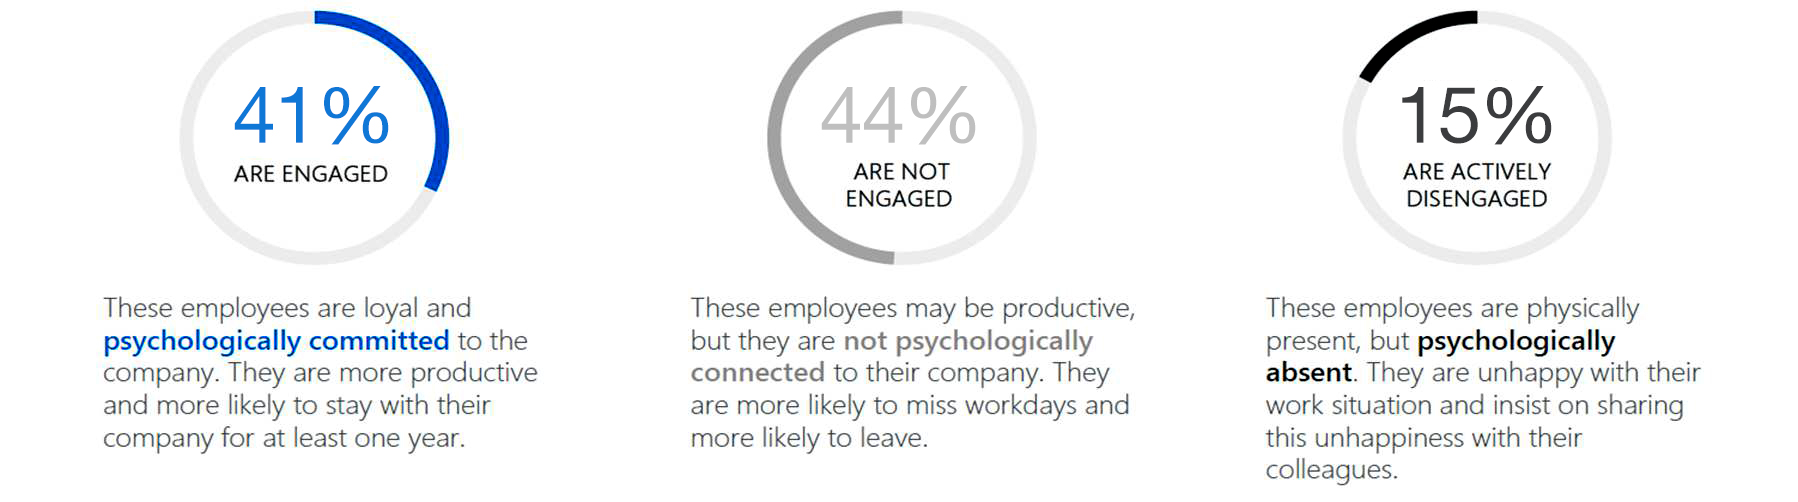 41%
ARE ENGAGED
These employees are loyal and
psychologically committed to the
company. They are more productive
and more likely to stay with their
company for at least one year.
44%
ARE NOT
ENGAGED
These employees may be productive,
but they are not psychologically
connected to their company. They
are more likely to miss workdays and
more likely to leave.
15%
ARE ACTIVELY
DISENGAGED
These employees are physically
present, but psychologically
absent. They are unhappy with their
work situation and insist on sharing
this unhappiness with their
colleagues.